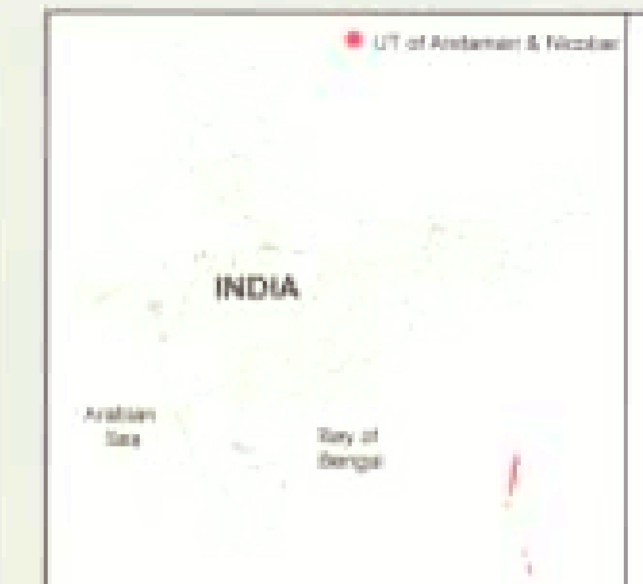 UT of Andaman & Nicobar
INDIA
Arabian
Sea
Bay of
Bengal